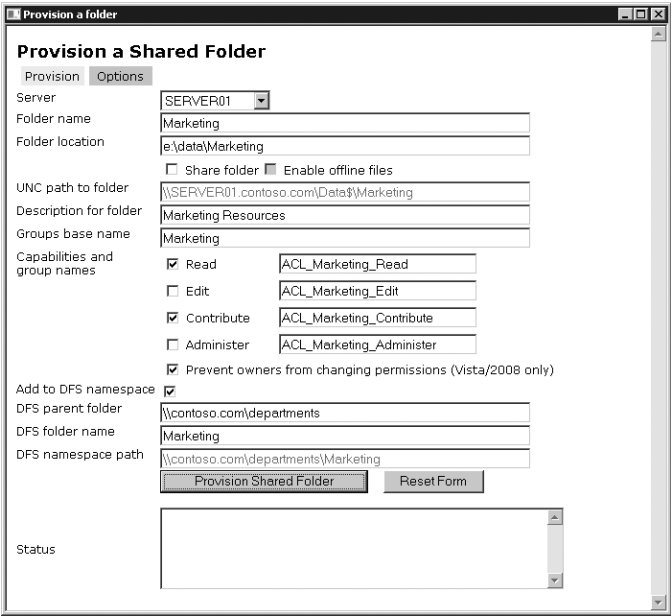 Provision a folder
Provision a Shared Folder
Provision Options
Server SERVER01
Folder name Marketing
Folder location e:\data\Marketing
Share folder Enable offline files
UNC path to folder \\SERVER01.contoso.com\Data$\Marketing
Description for folder Marketing Resources
Groups base name Marketing
Capabilities and
group names
Read ACL_Marketing_Read
Edit ACL_Marketing_Edit
Contribute ACL_Marketing_Contribute
Administer ACL_Marketing_Administer
Prevent owners from changing permissions (Vista/2008 only)
Add to DFS namespace
DFS parent folder \\contoso.com\departments
DFS folder name Marketing
DFS namespace path \\contoso.com\departments\Marketing
Provision Shared Folder Reset Form
Status